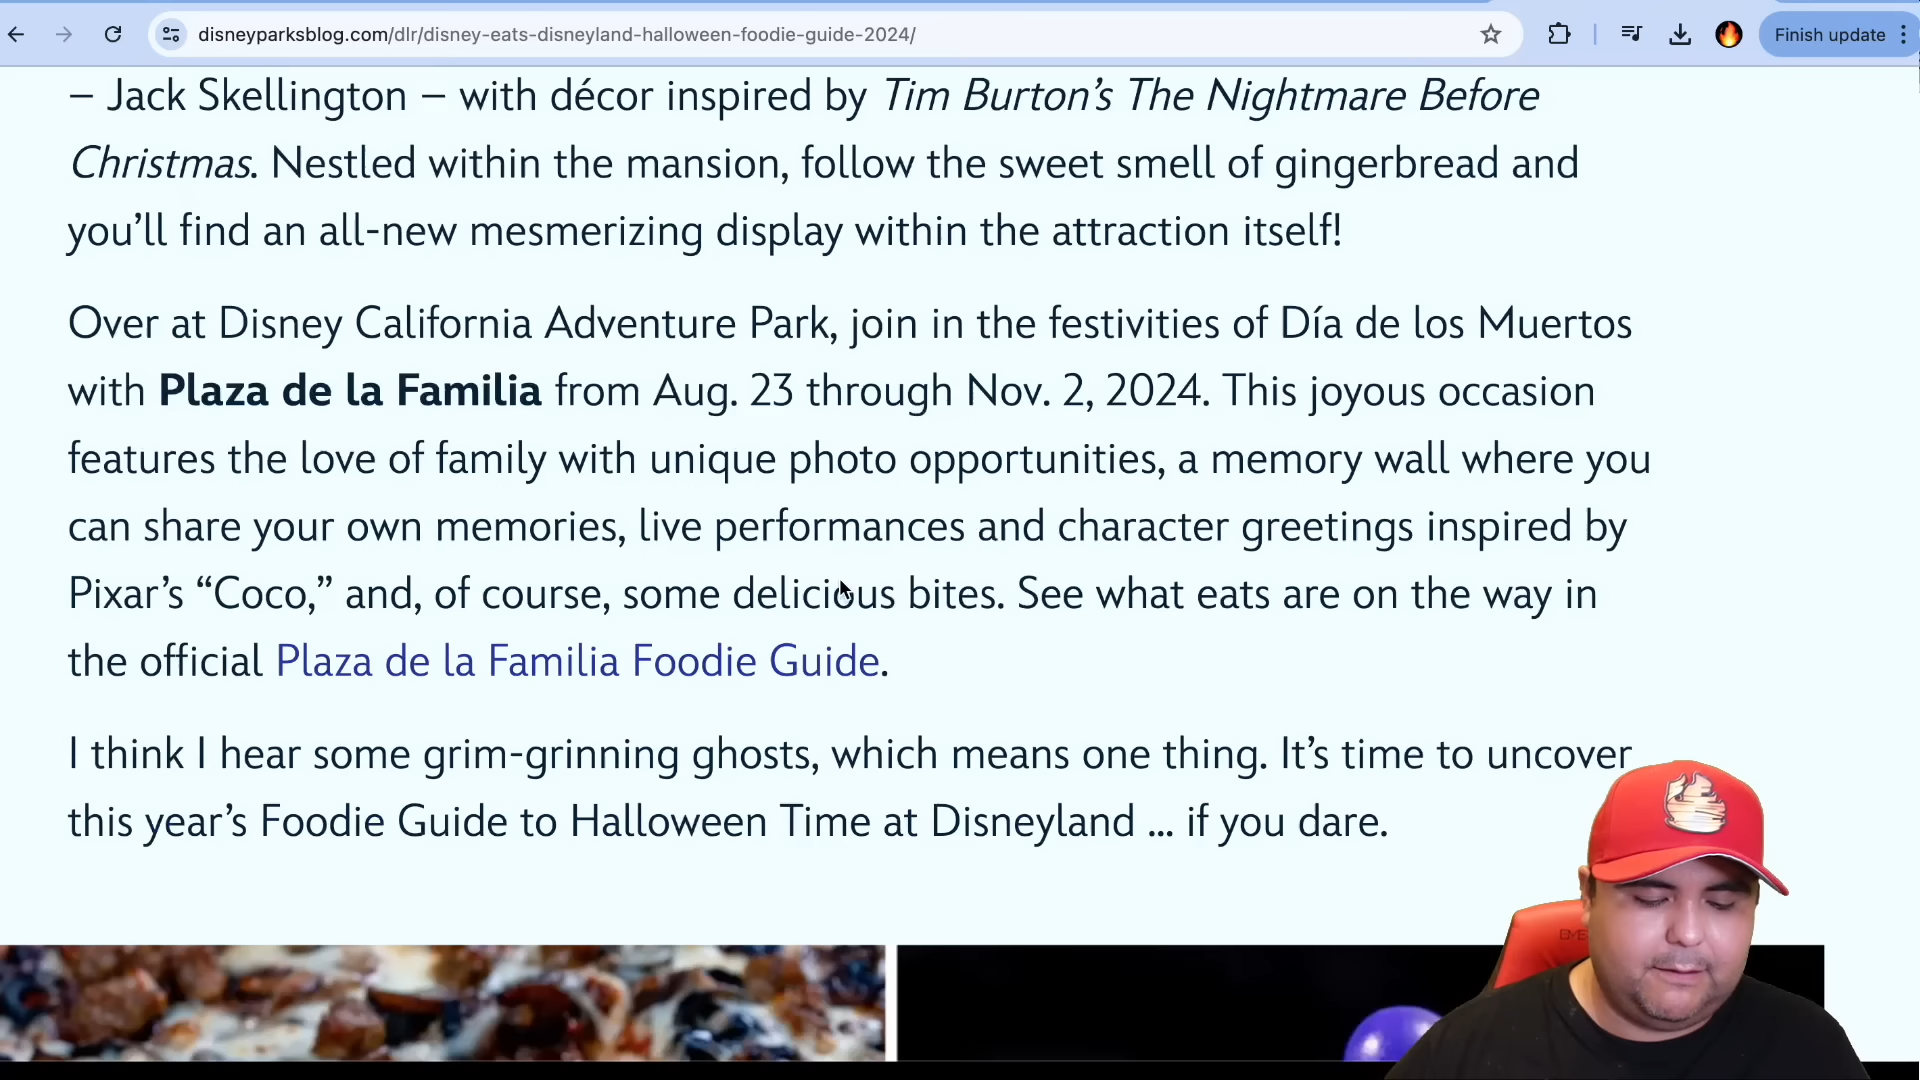 disneyparksblog.com/dlr/disney-eats-disneyland-halloween-foodie-guide-2024/
Finish update
– Jack Skellington – with décor inspired by Tim Burton’s The Nightmare Before
Christmas. Nestled within the mansion, follow the sweet smell of gingerbread and
you’ll find an all-new mesmerizing display within the attraction itself!
Over at Disney California Adventure Park, join in the festivities of Día de los Muertos
with Plaza de la Familia from Aug. 23 through Nov. 2, 2024. This joyous occasion
features the love of family with unique photo opportunities, a memory wall where you
can share your own memories, live performances and character greetings inspired by
Pixar’s “Coco,” and, of course, some delicious bites. See what eats are on the way in
the official Plaza de la Familia Foodie Guide.
I think I hear some grim-grinning ghosts, which means one thing. It’s time to uncover
this year’s Foodie Guide to Halloween Time at Disneyland … if you dare.